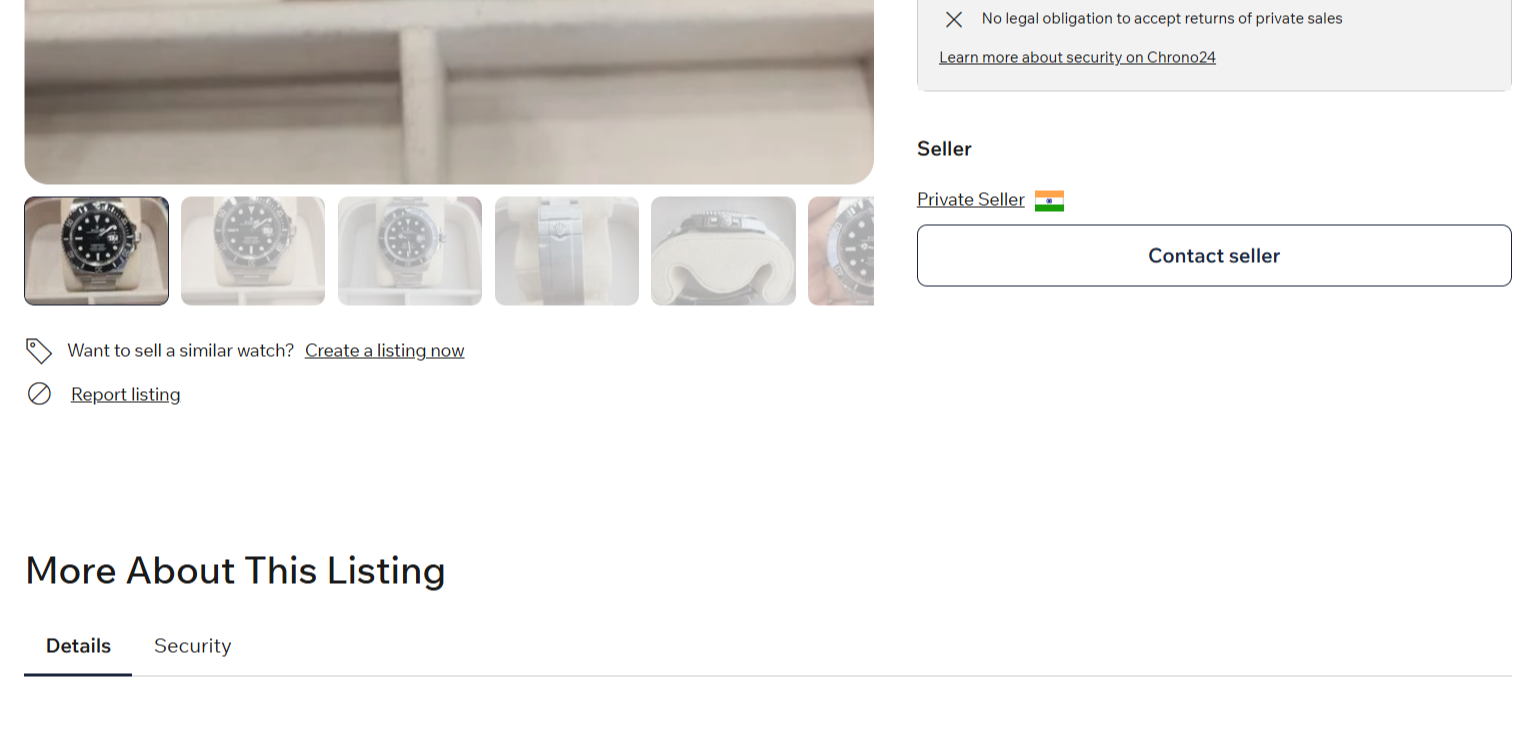 No legal obligation to accept returns of private sales
Learn more about security on Chrono24
Seller
Private Seller
Contact seller
Want to sell a similar watch? Create a listing now
Report listing
More About This Listing
Details Security